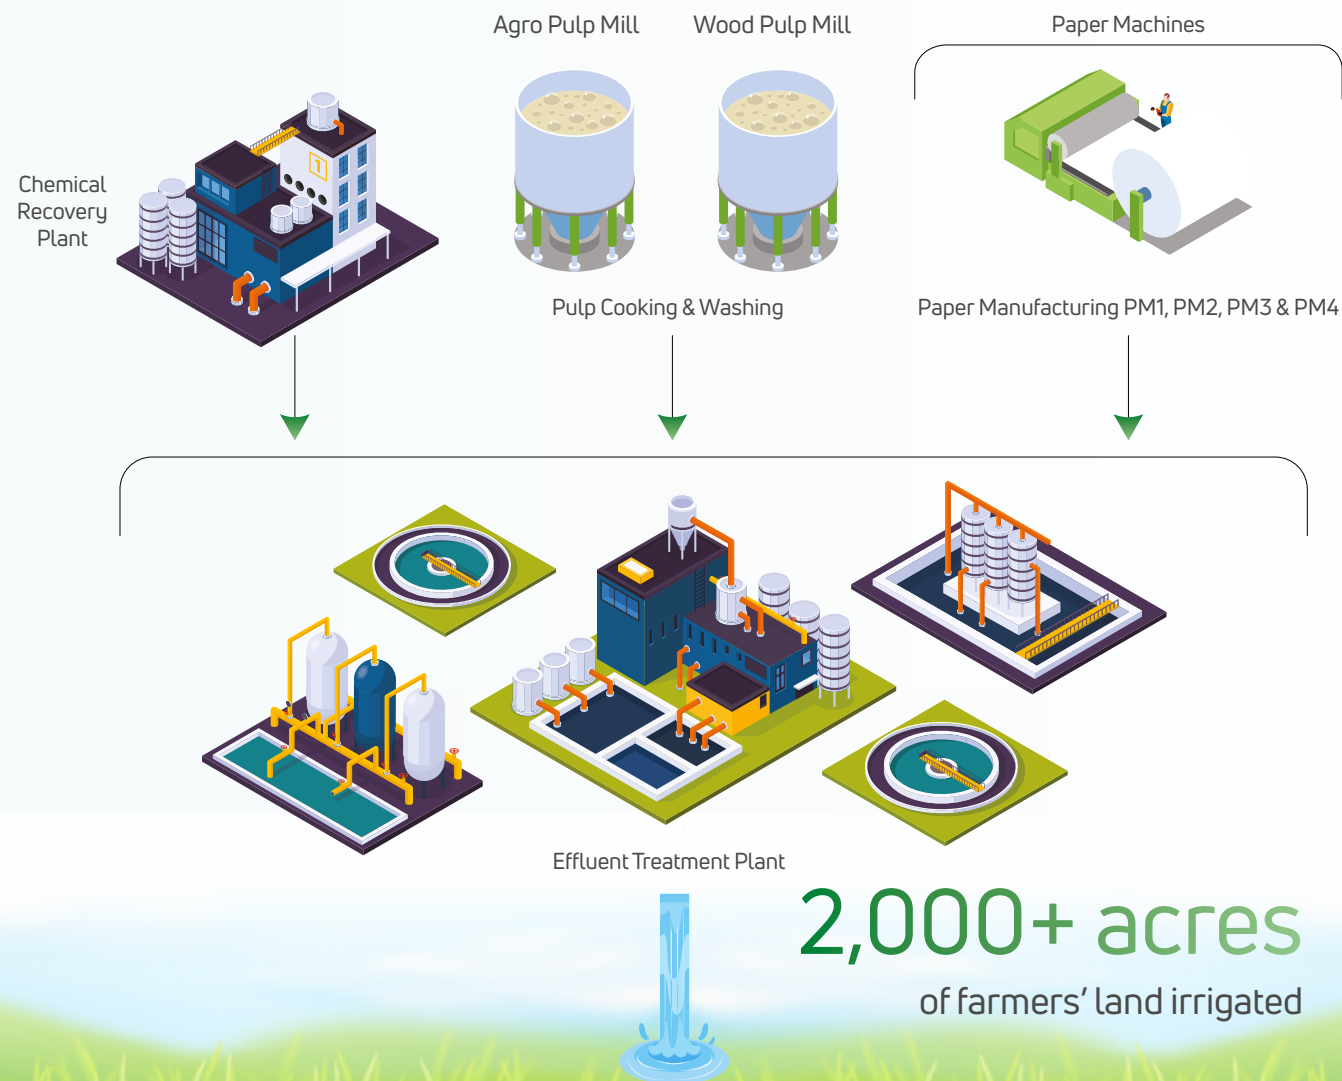 Agro Pulp Mill
Wood Pulp Mill
Paper Machines
Chemical
Recovery
Plant
1
Pulp Cooking & Washing
Paper Manufacturing PM1, PM2, PM3 & PM4
Effluent Treatment Plant
2,000+ acres
of farmers’ land irrigated